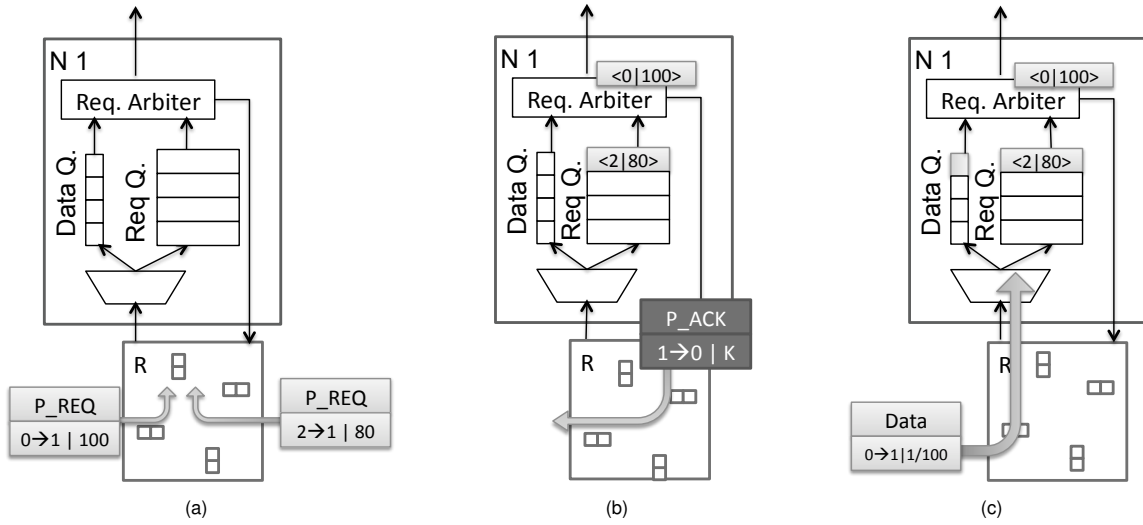 N 1
Req. Arbiter
Data Q.
Req Q.
R
P_REQ
0→1 | 100
P_REQ
2→1 | 80
(a)
N 1
<0|100>
Req. Arbiter
<2|80>
Data Q.
Req Q.
P_ACK
1→0 | K
R
(b)
N 1
<0|100>
Req. Arbiter
<2|80>
Data Q.
Req Q.
R
Data
0→1|1/100
(c)